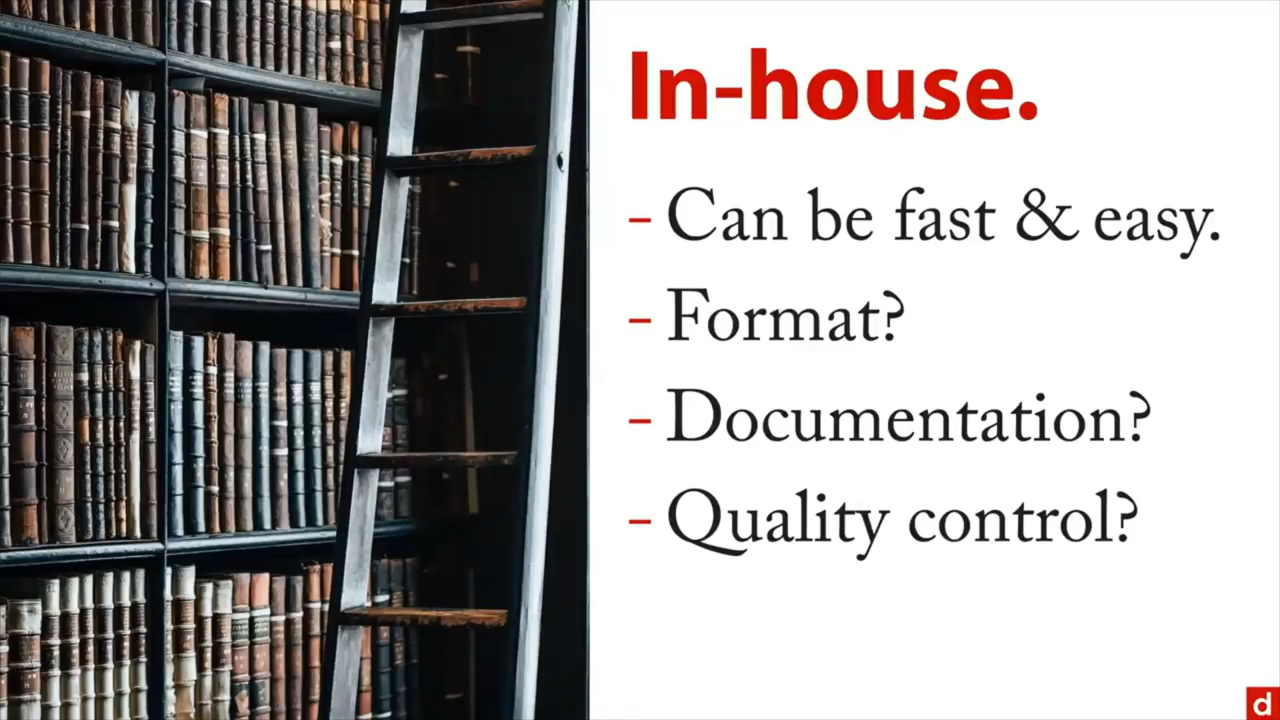 In-house.
- Can be fast & easy.
- Format?
- Documentation?
- Quality control?
d